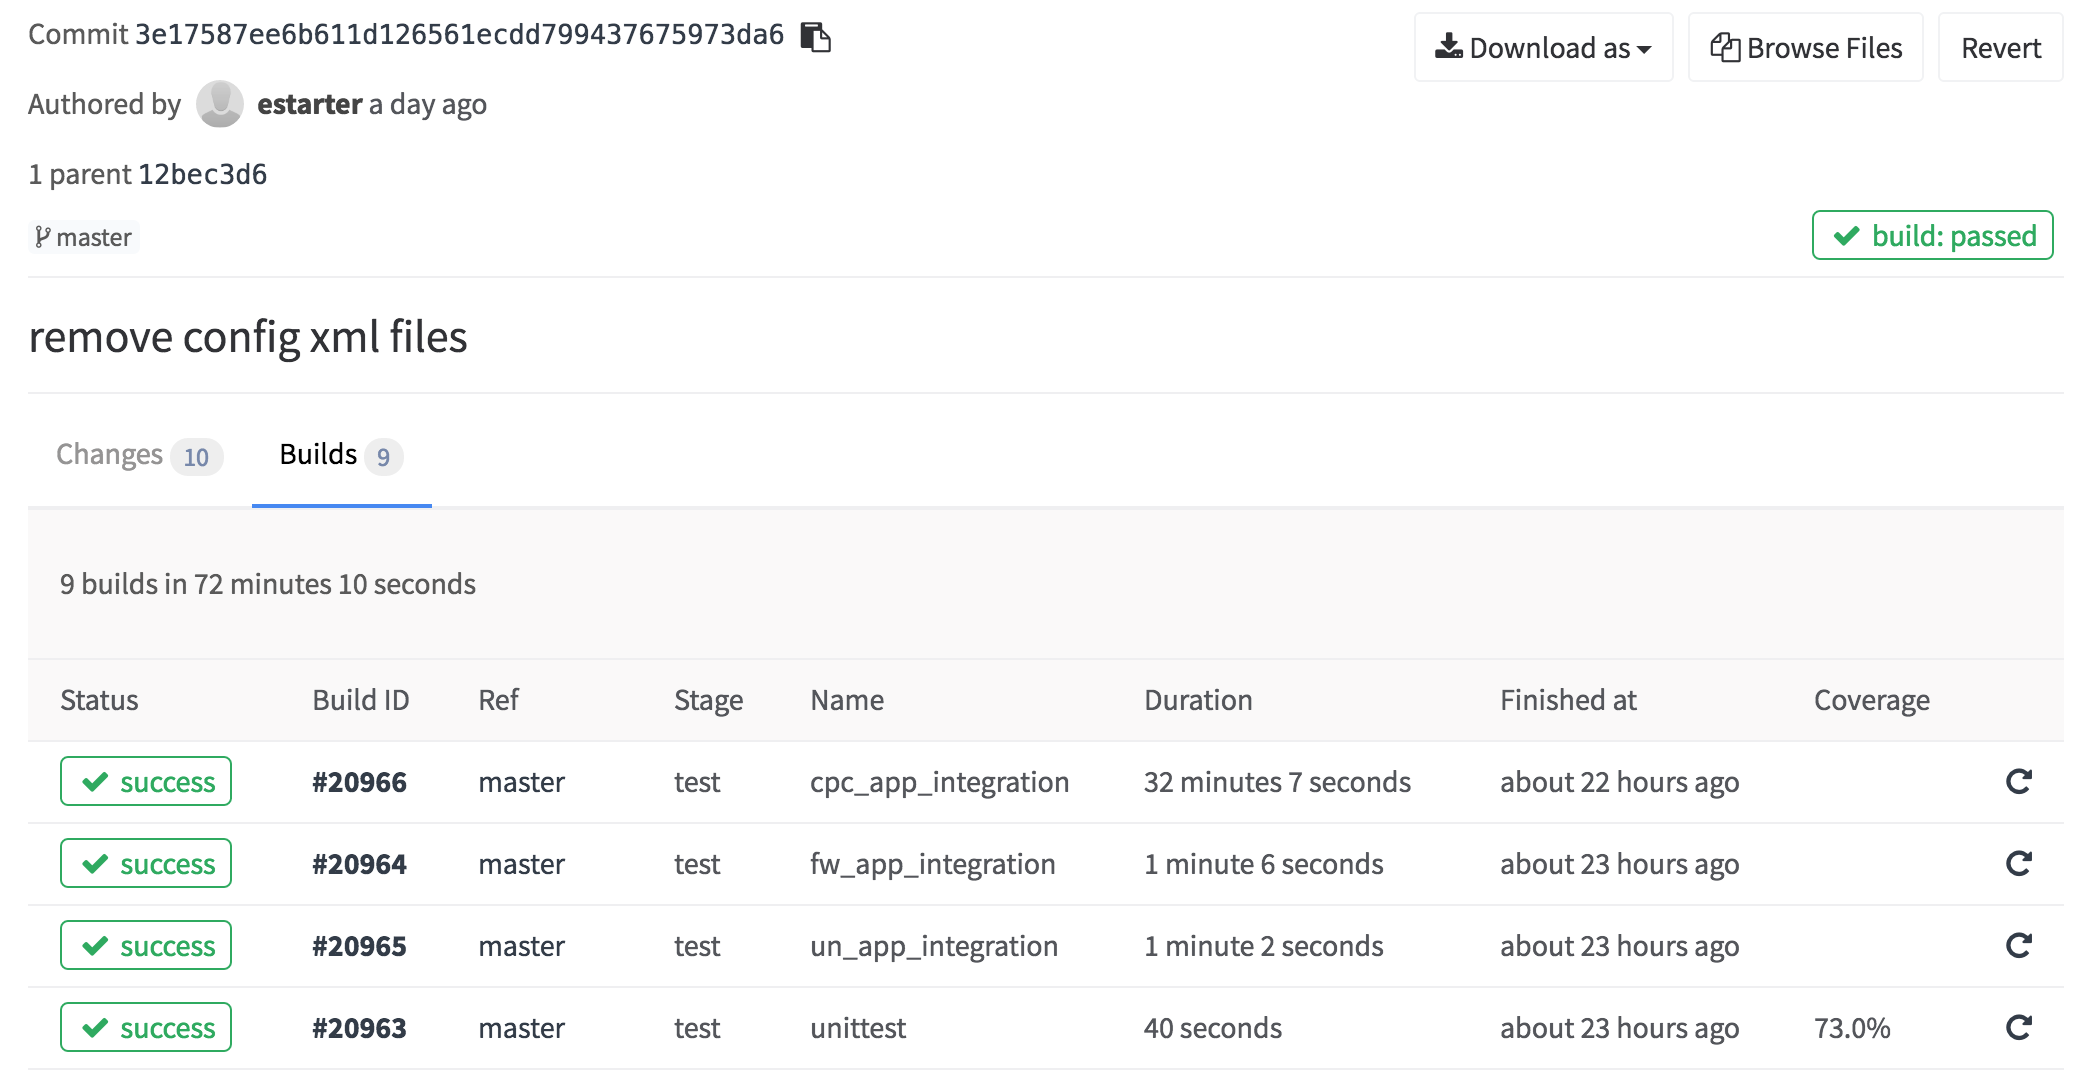 Commit 3e17587ee6b611d126561ecdd799437675973da6
Download as
Browse Files
Revert
Authored by estarter a day ago
1 parent 12bec3d6
master
build: passed
remove config xml files
Changes 10
Builds 9
9 builds in 72 minutes 10 seconds
Status Build ID Ref Stage Name Duration Finished at Coverage
success #20966 master test cpc_app_integration 32 minutes 7 seconds about 22 hours ago
success #20964 master test fw_app_integration 1 minute 6 seconds about 23 hours ago
success #20965 master test un_app_integration 1 minute 2 seconds about 23 hours ago
success #20963 master test unittest 40 seconds about 23 hours ago 73.0%